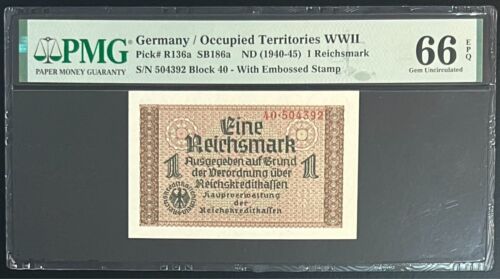 PMG
PAPER MONEY GUARANTY
Germany / Occupied Territories WWII
Pick# R136a SB186a ND (1940-45) 1 Reichsmark
S/N 504392 Block 40 - With Embossed Stamp
66 EPQ
Gem Uncirculated
40·504392
Eine
Reichsmark
1 Ausgegeben auf Grund 1
der Verordnung über
Reichskreditkassen
Hauptverwaltung
der
Reichskreditkassen